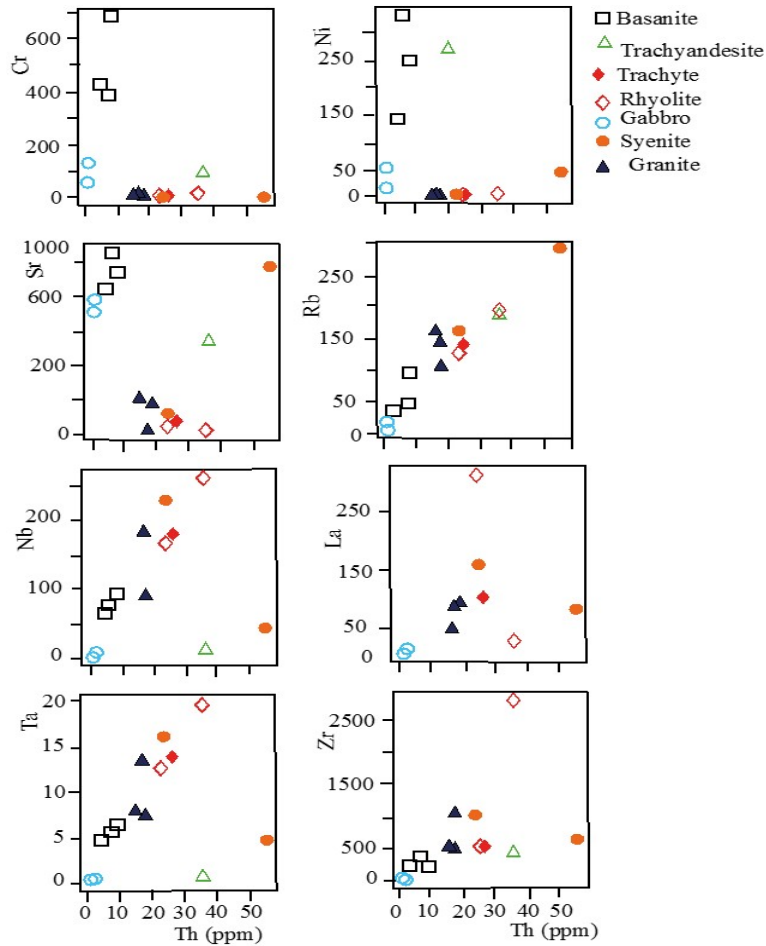 Cr
600
400
200
0
Ni
250
150
50
0
Basanite
Trachyandesite
Trachyte
Rhyolite
Gabbro
Syenite
Granite
Sr
1000
600
200
0
Rb
250
150
50
0
Nb
200
100
0
La
250
150
50
0
Ta
20
15
10
5
0
0 10 20 30 40 50
Th (ppm)
Zr
2500
1500
500
0
0 10 20 30 40 50
Th (ppm)